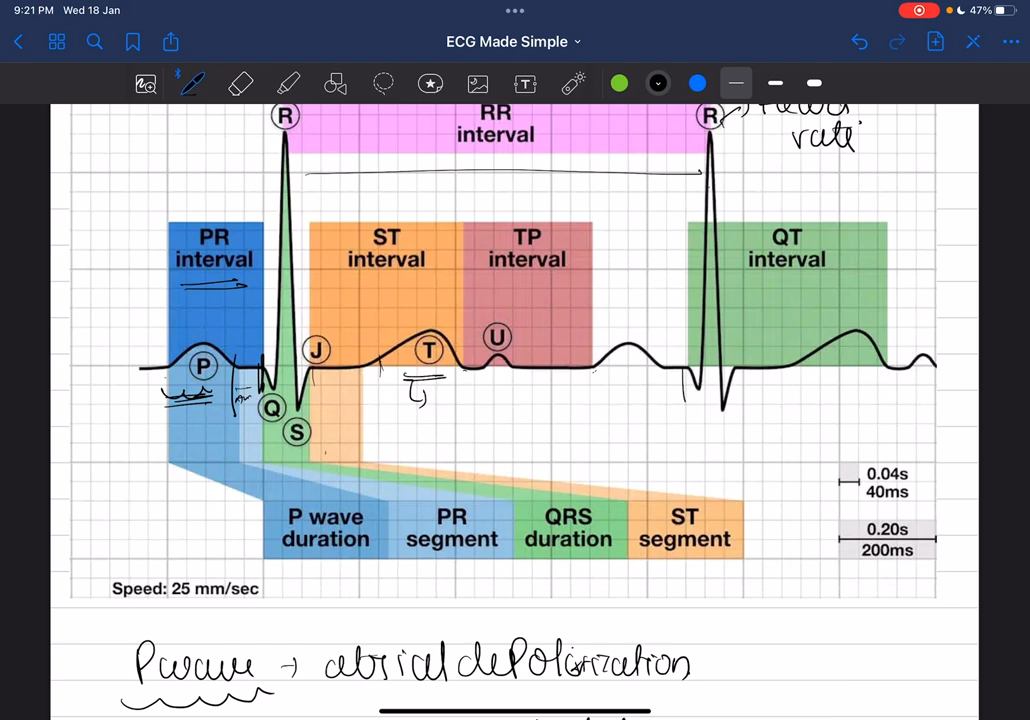 9:21 PM Wed 18 Jan
47%
ECG Made Simple
R
RR
interval
R
rate
PR
interval
ST
interval
TP
interval
QT
interval
P
J
T
U
Q
S
0.04s
40ms
P wave
duration
PR
segment
QRS
duration
ST
segment
0.20s
200ms
Speed: 25 mm/sec
P wave → atrial depolarization